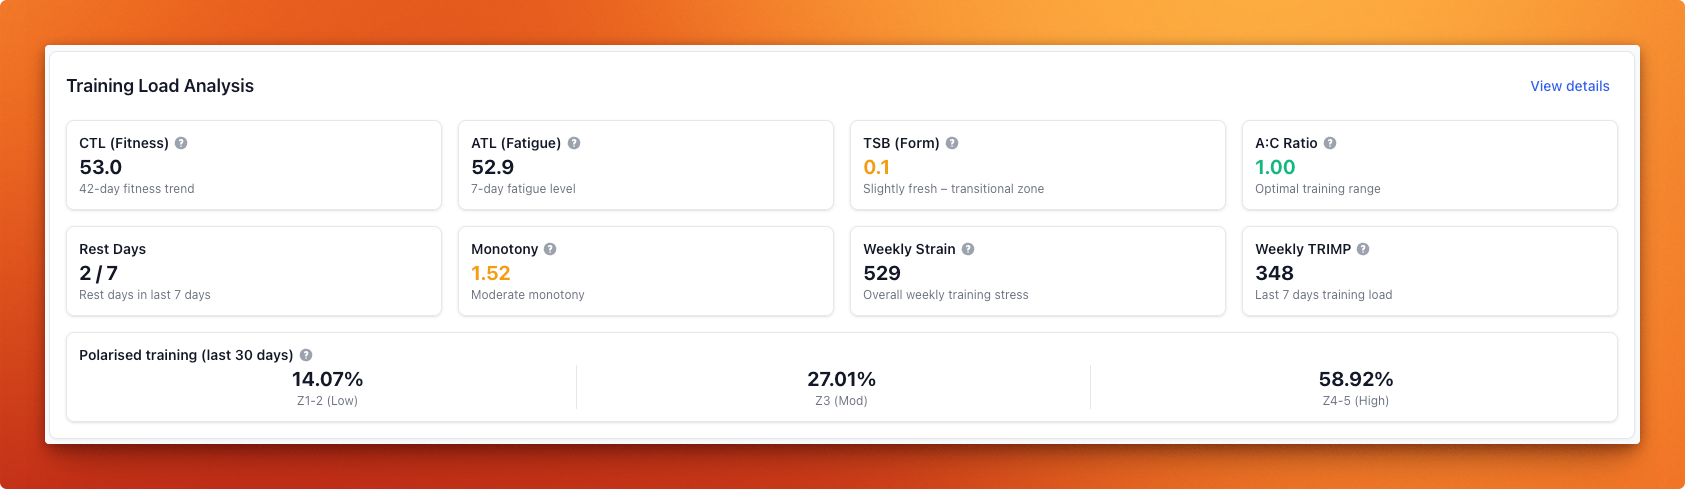 Training Load Analysis
View details
CTL (Fitness) ?
53.0
42-day fitness trend
ATL (Fatigue) ?
52.9
7-day fatigue level
TSB (Form) ?
0.1
Slightly fresh – transitional zone
A:C Ratio ?
1.00
Optimal training range
Rest Days
2 / 7
Rest days in last 7 days
Monotony ?
1.52
Moderate monotony
Weekly Strain ?
529
Overall weekly training stress
Weekly TRIMP ?
348
Last 7 days training load
Polarised training (last 30 days) ?
14.07%
Z1-2 (Low)
27.01%
Z3 (Mod)
58.92%
Z4-5 (High)